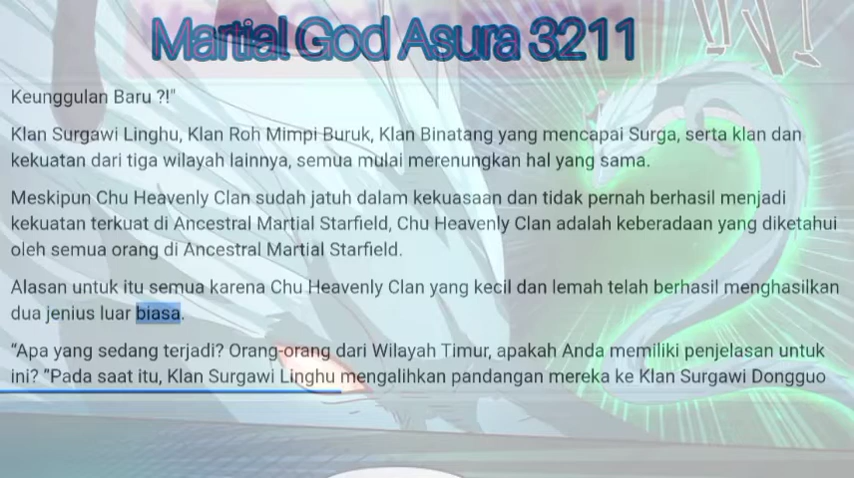 Martial God Asura 3211
Keunggulan Baru ?!"
Klan Surgawi Linghu, Klan Roh Mimpi Buruk, Klan Binatang yang mencapai Surga, serta klan dan
kekuatan dari tiga wilayah lainnya, semua mulai merenungkan hal yang sama.
Meskipun Chu Heavenly Clan sudah jatuh dalam kekuasaan dan tidak pernah berhasil menjadi
kekuatan terkuat di Ancestral Martial Starfield, Chu Heavenly Clan adalah keberadaan yang diketahui
oleh semua orang di Ancestral Martial Starfield.
Alasan untuk itu semua karena Chu Heavenly Clan yang kecil dan lemah telah berhasil menghasilkan
dua jenius luar biasa.
“Apa yang sedang terjadi? Orang-orang dari Wilayah Timur, apakah Anda memiliki penjelasan untuk
ini? ”Pada saat itu, Klan Surgawi Linghu mengalihkan pandangan mereka ke Klan Surgawi Dongguo